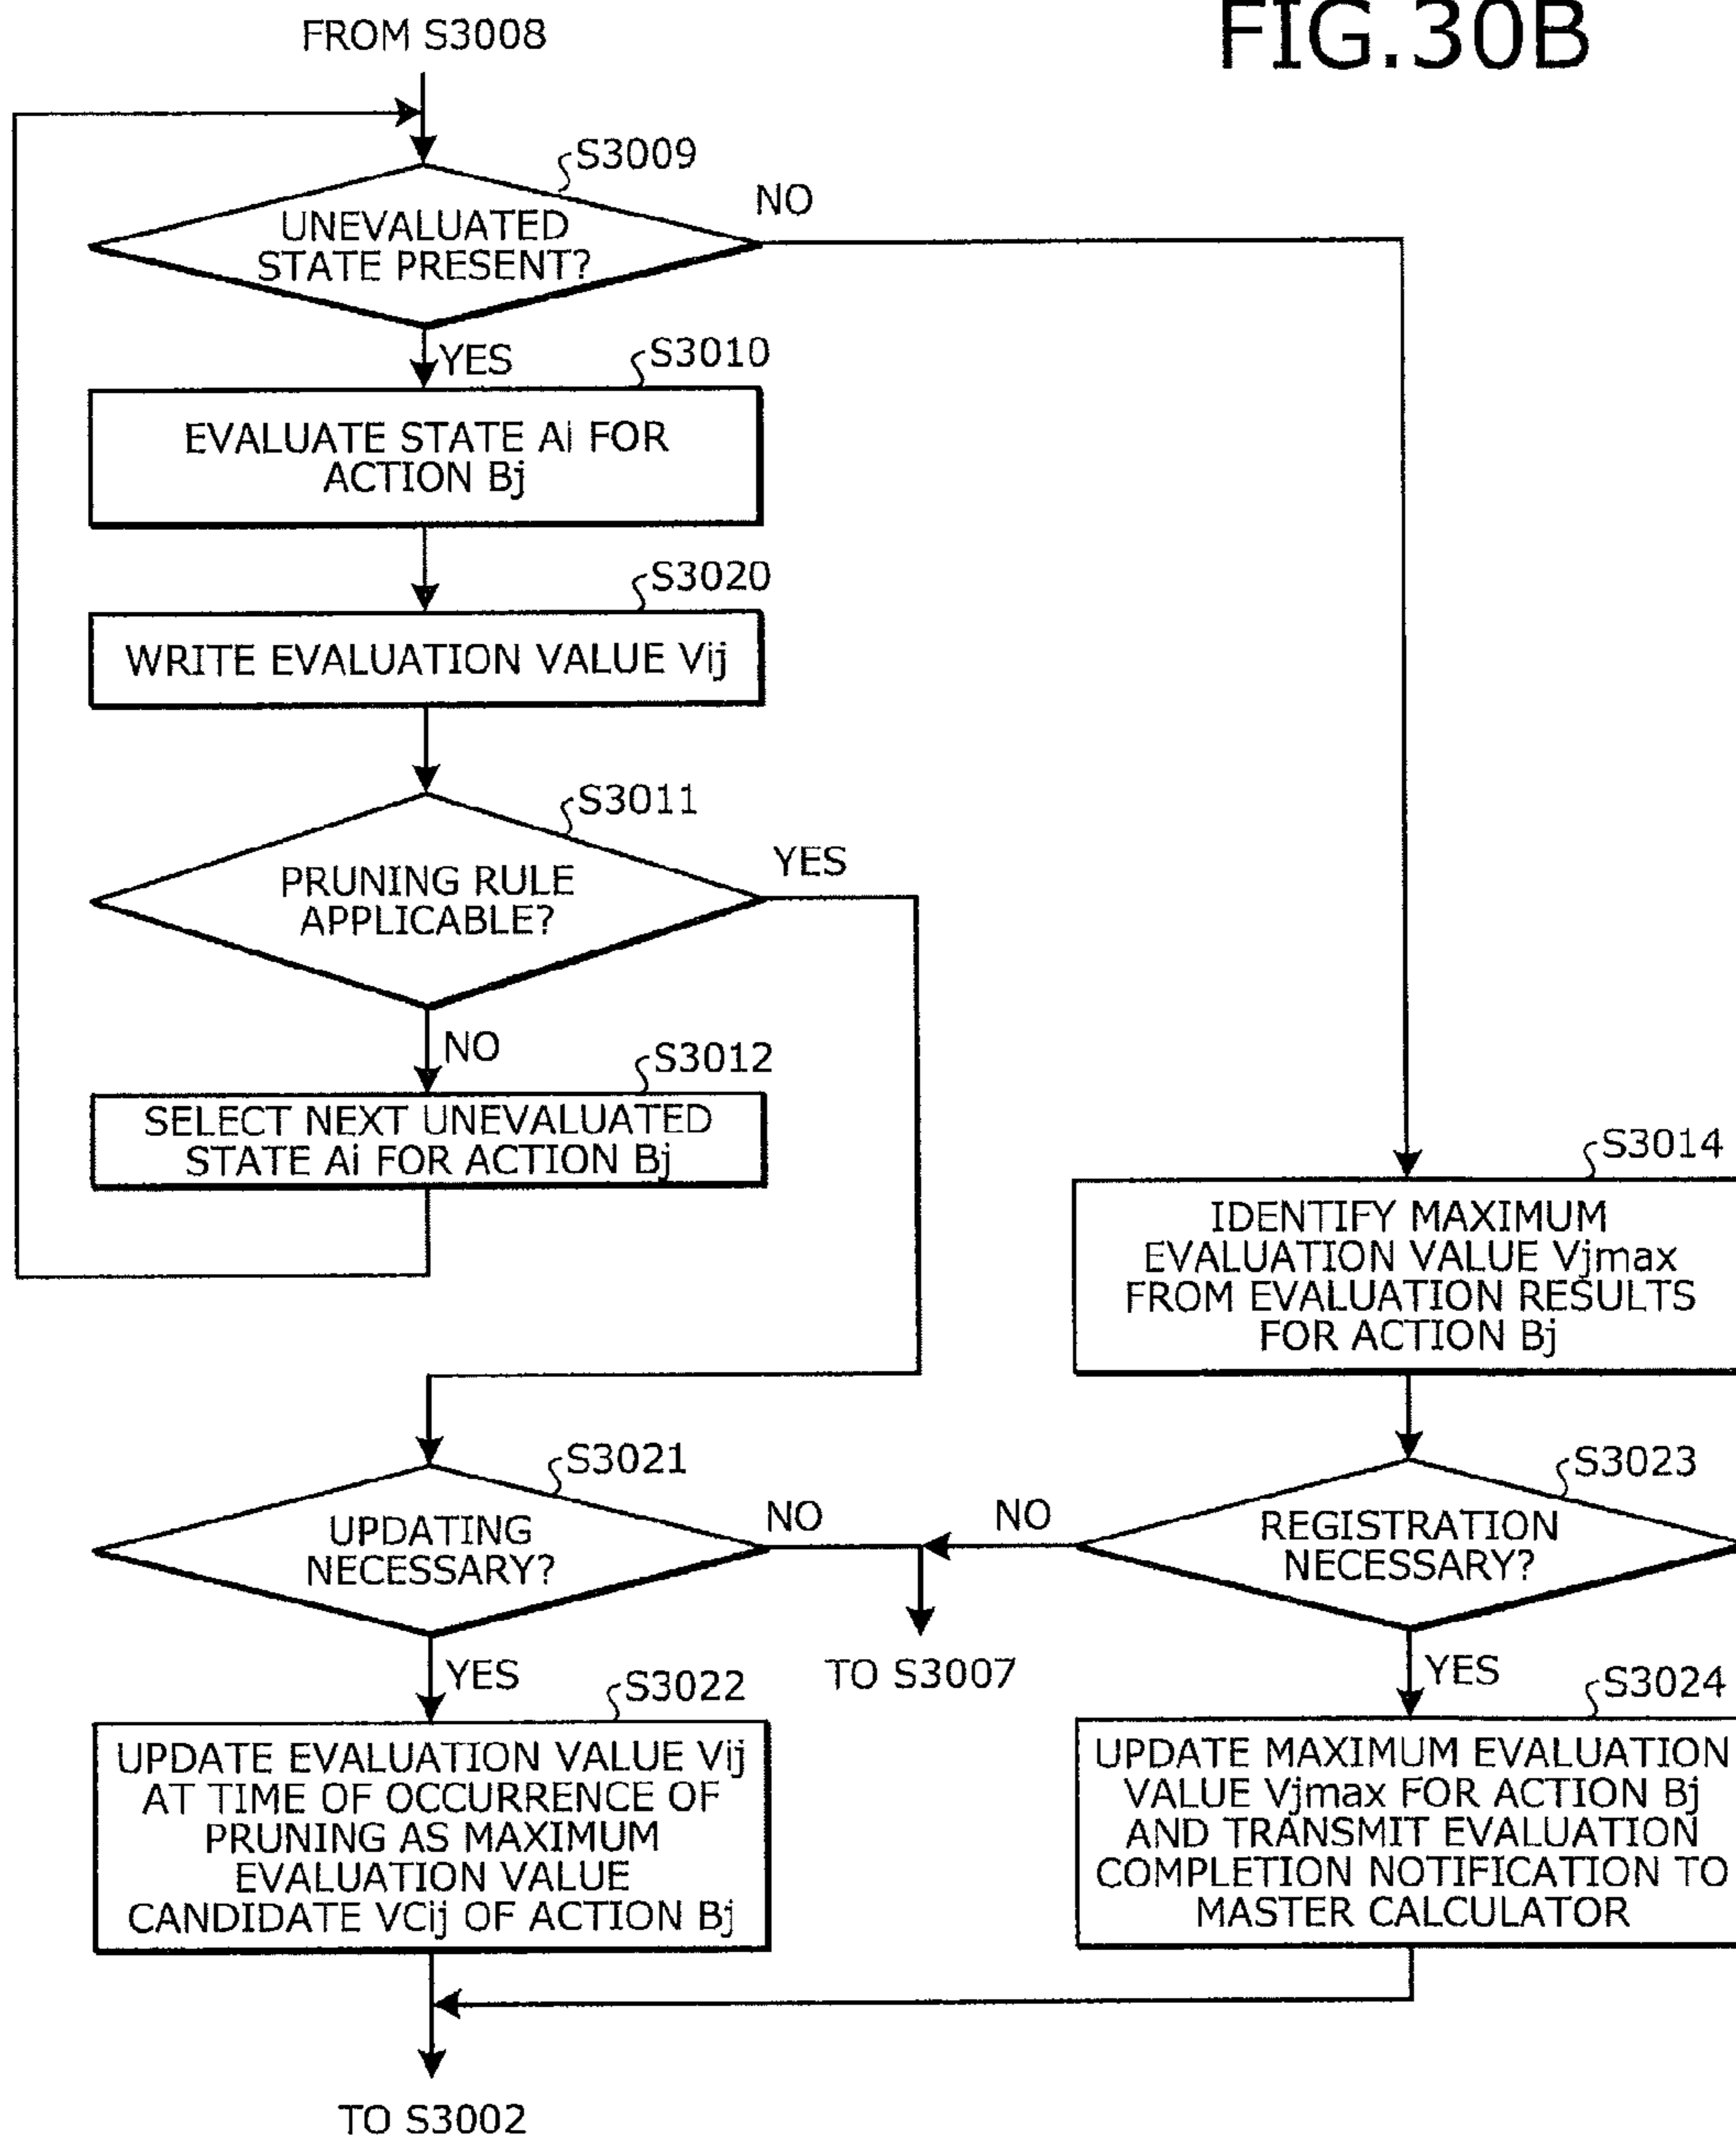 FIG.30B
FROM S3008
S3009
UNEVALUATED
STATE PRESENT?
NO
YES
S3010
EVALUATE STATE Ai FOR
ACTION Bj
S3020
WRITE EVALUATION VALUE Vij
S3011
PRUNING RULE
APPLICABLE?
YES
NO
S3012
SELECT NEXT UNEVALUATED
STATE Ai FOR ACTION Bj
S3014
IDENTIFY MAXIMUM
EVALUATION VALUE Vjmax
FROM EVALUATION RESULTS
FOR ACTION Bj
S3021
UPDATING
NECESSARY?
NO
NO
S3023
REGISTRATION
NECESSARY?
TO S3007
YES
S3022
UPDATE EVALUATION VALUE Vij
AT TIME OF OCCURRENCE OF
PRUNING AS MAXIMUM
EVALUATION VALUE
CANDIDATE VCij OF ACTION Bj
YES
S3024
UPDATE MAXIMUM EVALUATION
VALUE Vjmax FOR ACTION Bj
AND TRANSMIT EVALUATION
COMPLETION NOTIFICATION TO
MASTER CALCULATOR
TO S3002